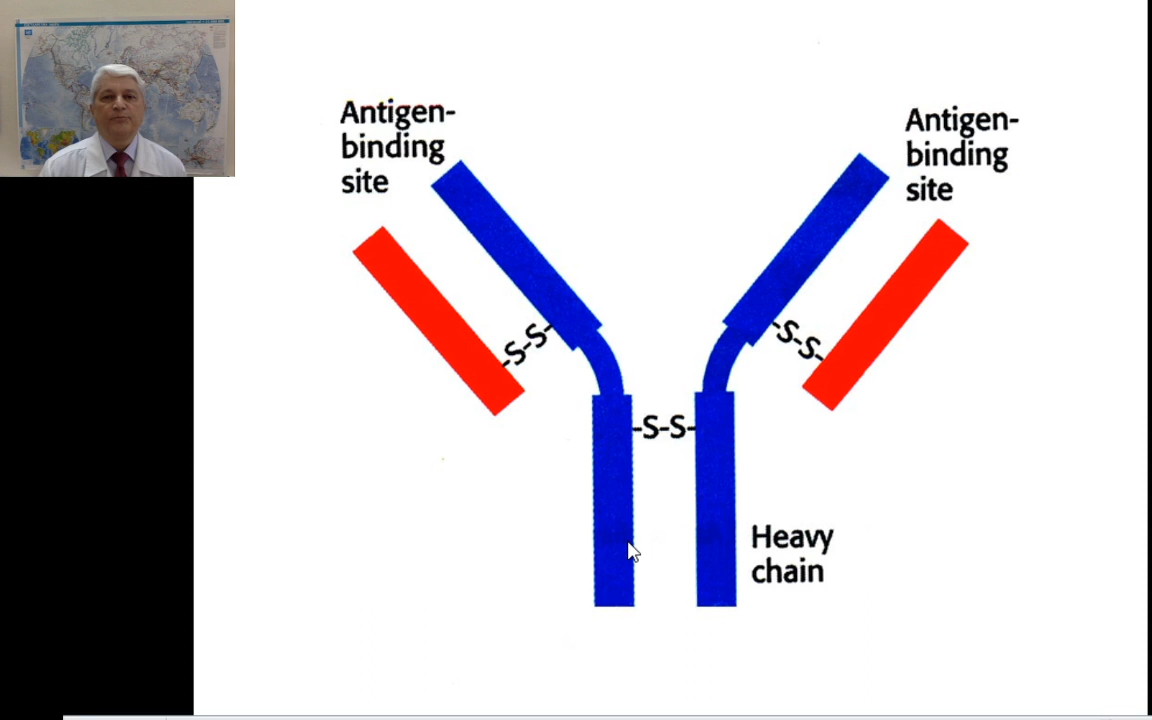 Antigen-
binding
site
Antigen-
binding
site
-S-S-
-S-S-
-S-S-
Heavy
chain